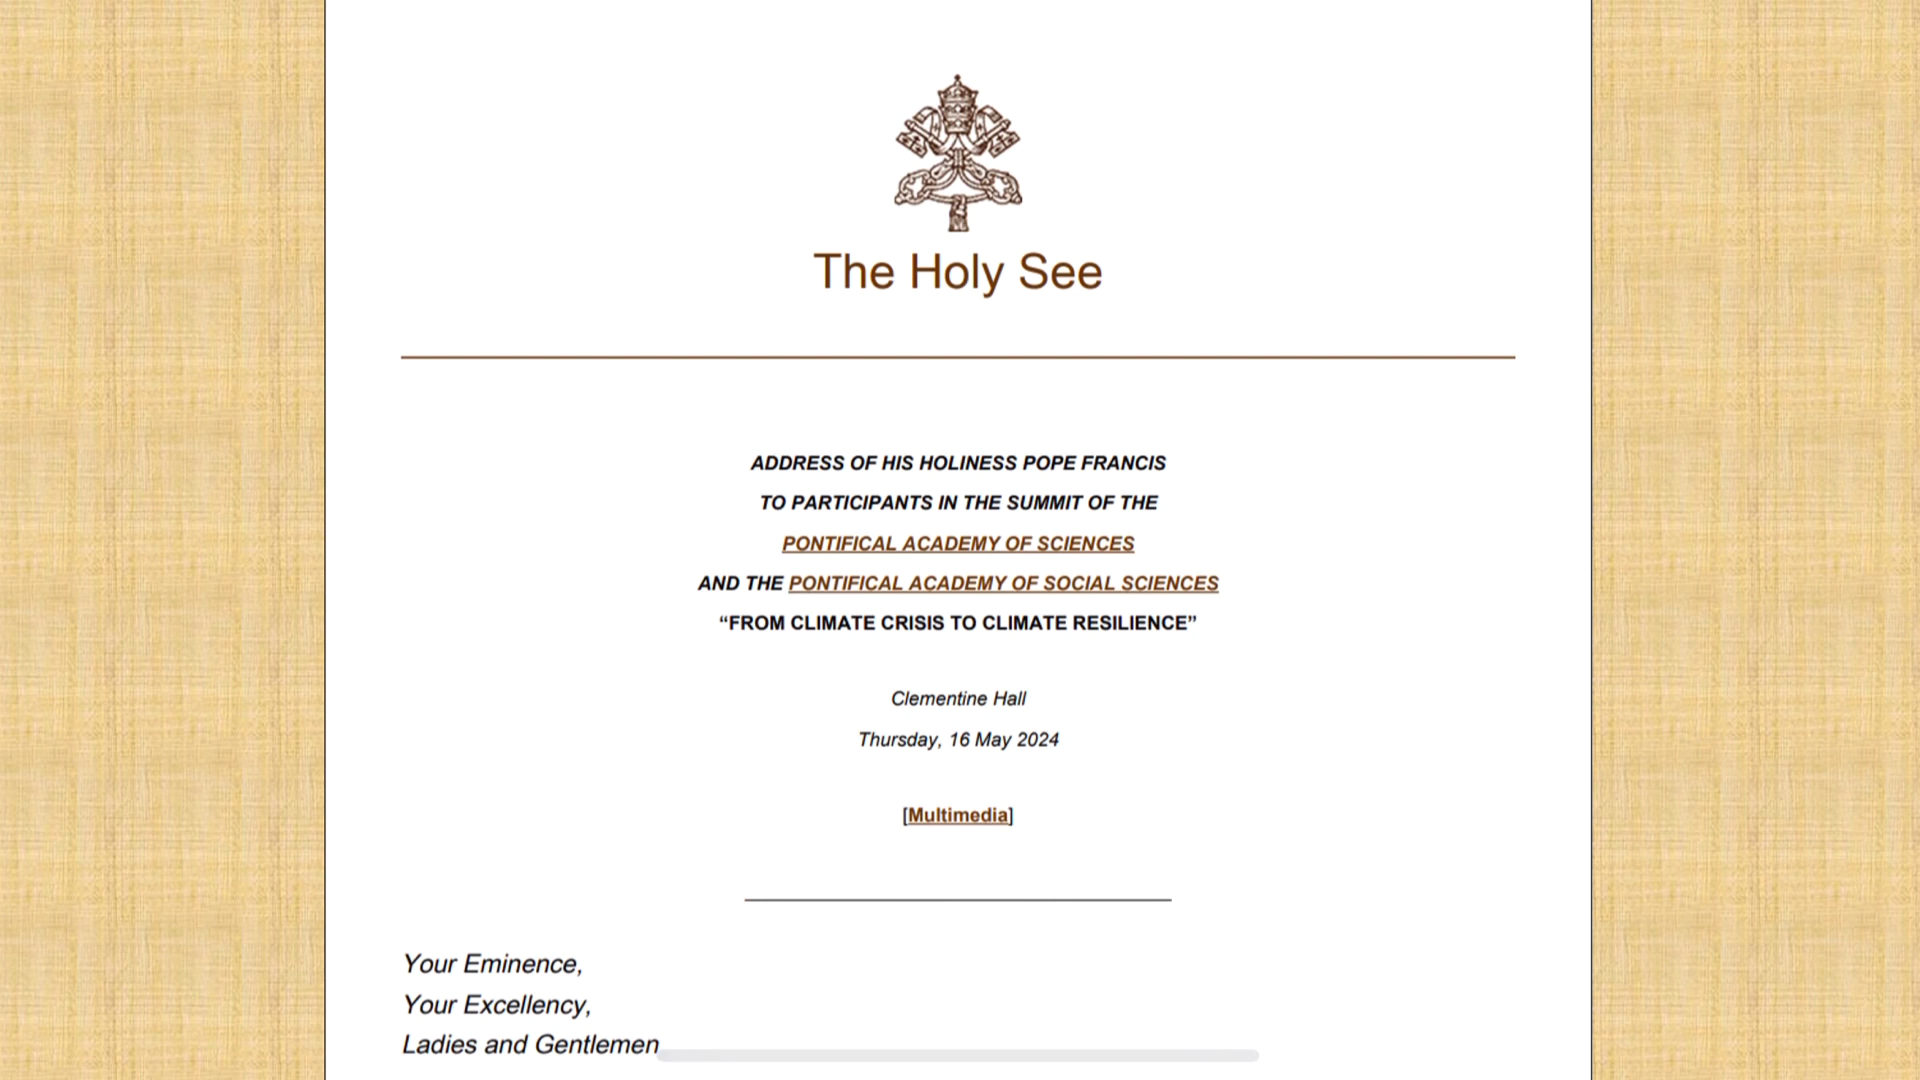 The Holy See
ADDRESS OF HIS HOLINESS POPE FRANCIS
TO PARTICIPANTS IN THE SUMMIT OF THE
PONTIFICAL ACADEMY OF SCIENCES
AND THE PONTIFICAL ACADEMY OF SOCIAL SCIENCES
“FROM CLIMATE CRISIS TO CLIMATE RESILIENCE”
Clementine Hall
Thursday, 16 May 2024
[Multimedia]
Your Eminence,
Your Excellency,
Ladies and Gentlemen